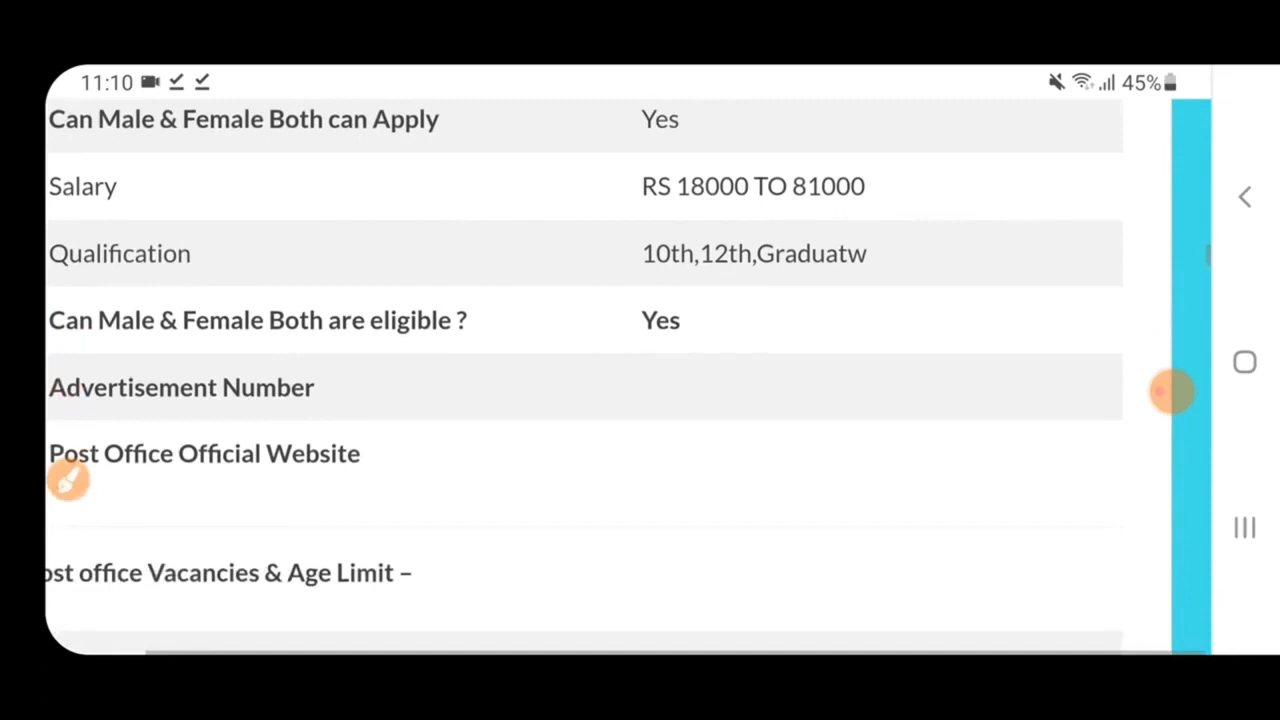 11:10 45%
Can Male & Female Both can Apply Yes
Salary RS 18000 TO 81000
Qualification 10th,12th,Graduatw
Can Male & Female Both are eligible ? Yes
Advertisement Number
Post Office Official Website
ost office Vacancies & Age Limit –